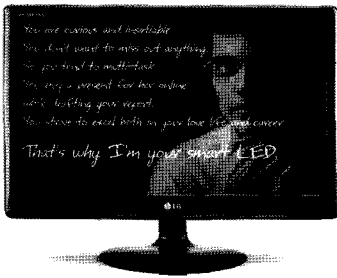 You are curious and insatiable
You don't want to miss out anything.
So you tend to multi-task
You buy a present for her online
while drafting your report.
You strive to excel both in your love life and career
That's why I'm your smart LED
LG